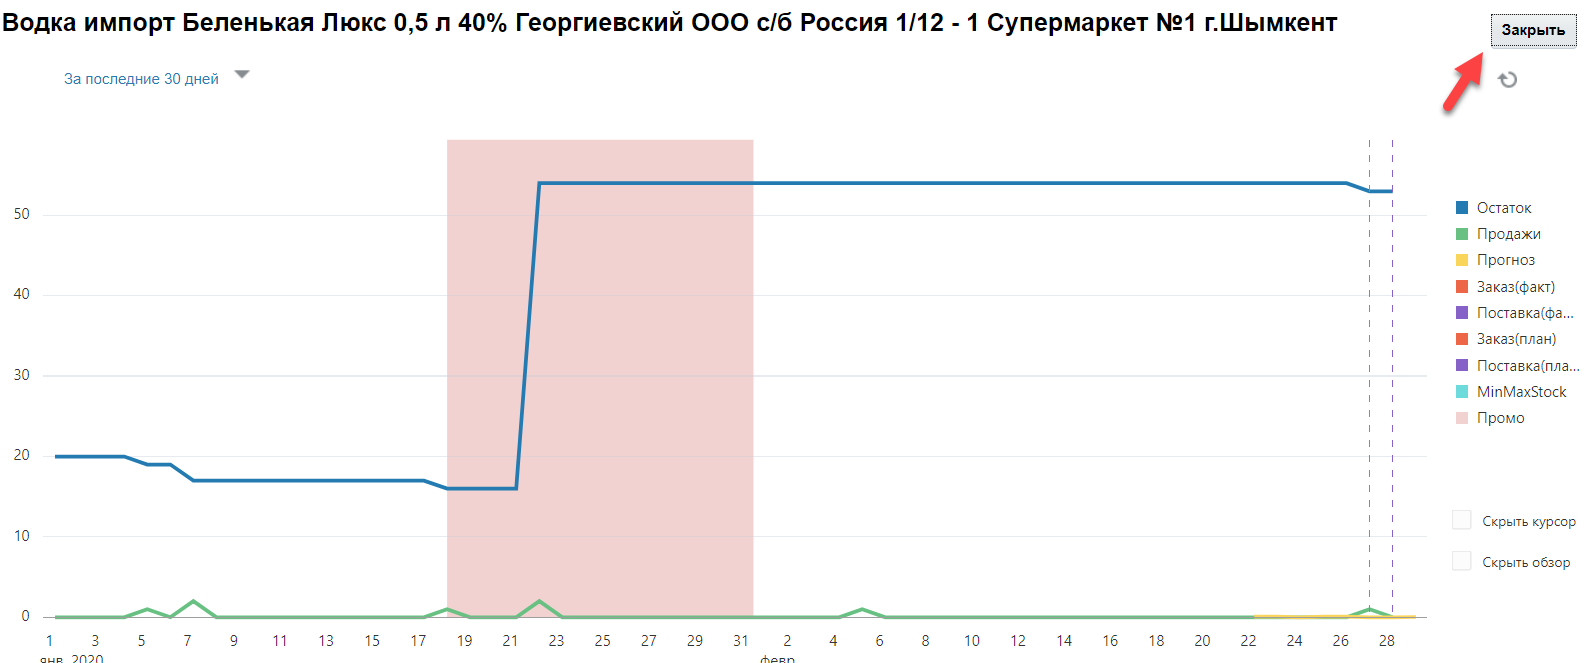 Водка импорт Беленькая Люкс 0,5 л 40% Георгиевский ООО с/б Россия 1/12 - 1 Супермаркет №1 г.Шымкент
Закрыть
За последние 30 дней
50
40
30
20
10
0
1 3 5 7 9 11 13 15 17 19 21 23 25 27 29 31 2 4 6 8 10 12 14 16 18 20 22 24 26 28
янв. 2020 февр.
Остаток
Продажи
Прогноз
Заказ(факт)
Поставка(фа...
Заказ(план)
Поставка(пла...
MinMaxStock
Промо
Скрыть курсор
Скрыть обзор